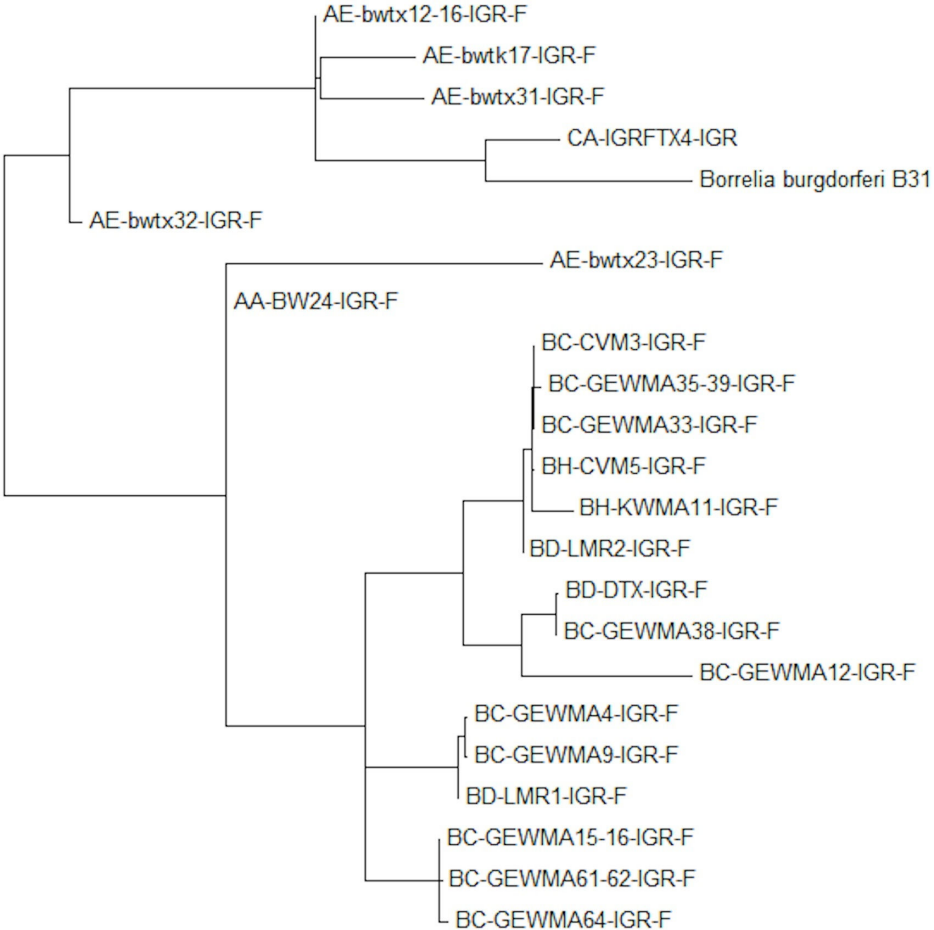 AE-bwtx12-16-IGR-F
AE-bwtk17-IGR-F
AE-bwtx31-IGR-F
CA-IGRFTX4-IGR
Borrelia burgdorferi B31
AE-bwtx32-IGR-F
AE-bwtx23-IGR-F
AA-BW24-IGR-F
BC-CVM3-IGR-F
BC-GEWMA35-39-IGR-F
BC-GEWMA33-IGR-F
BH-CVM5-IGR-F
BH-KWMA11-IGR-F
BD-LMR2-IGR-F
BD-DTX-IGR-F
BC-GEWMA38-IGR-F
BC-GEWMA12-IGR-F
BC-GEWMA4-IGR-F
BC-GEWMA9-IGR-F
BD-LMR1-IGR-F
BC-GEWMA15-16-IGR-F
BC-GEWMA61-62-IGR-F
BC-GEWMA64-IGR-F